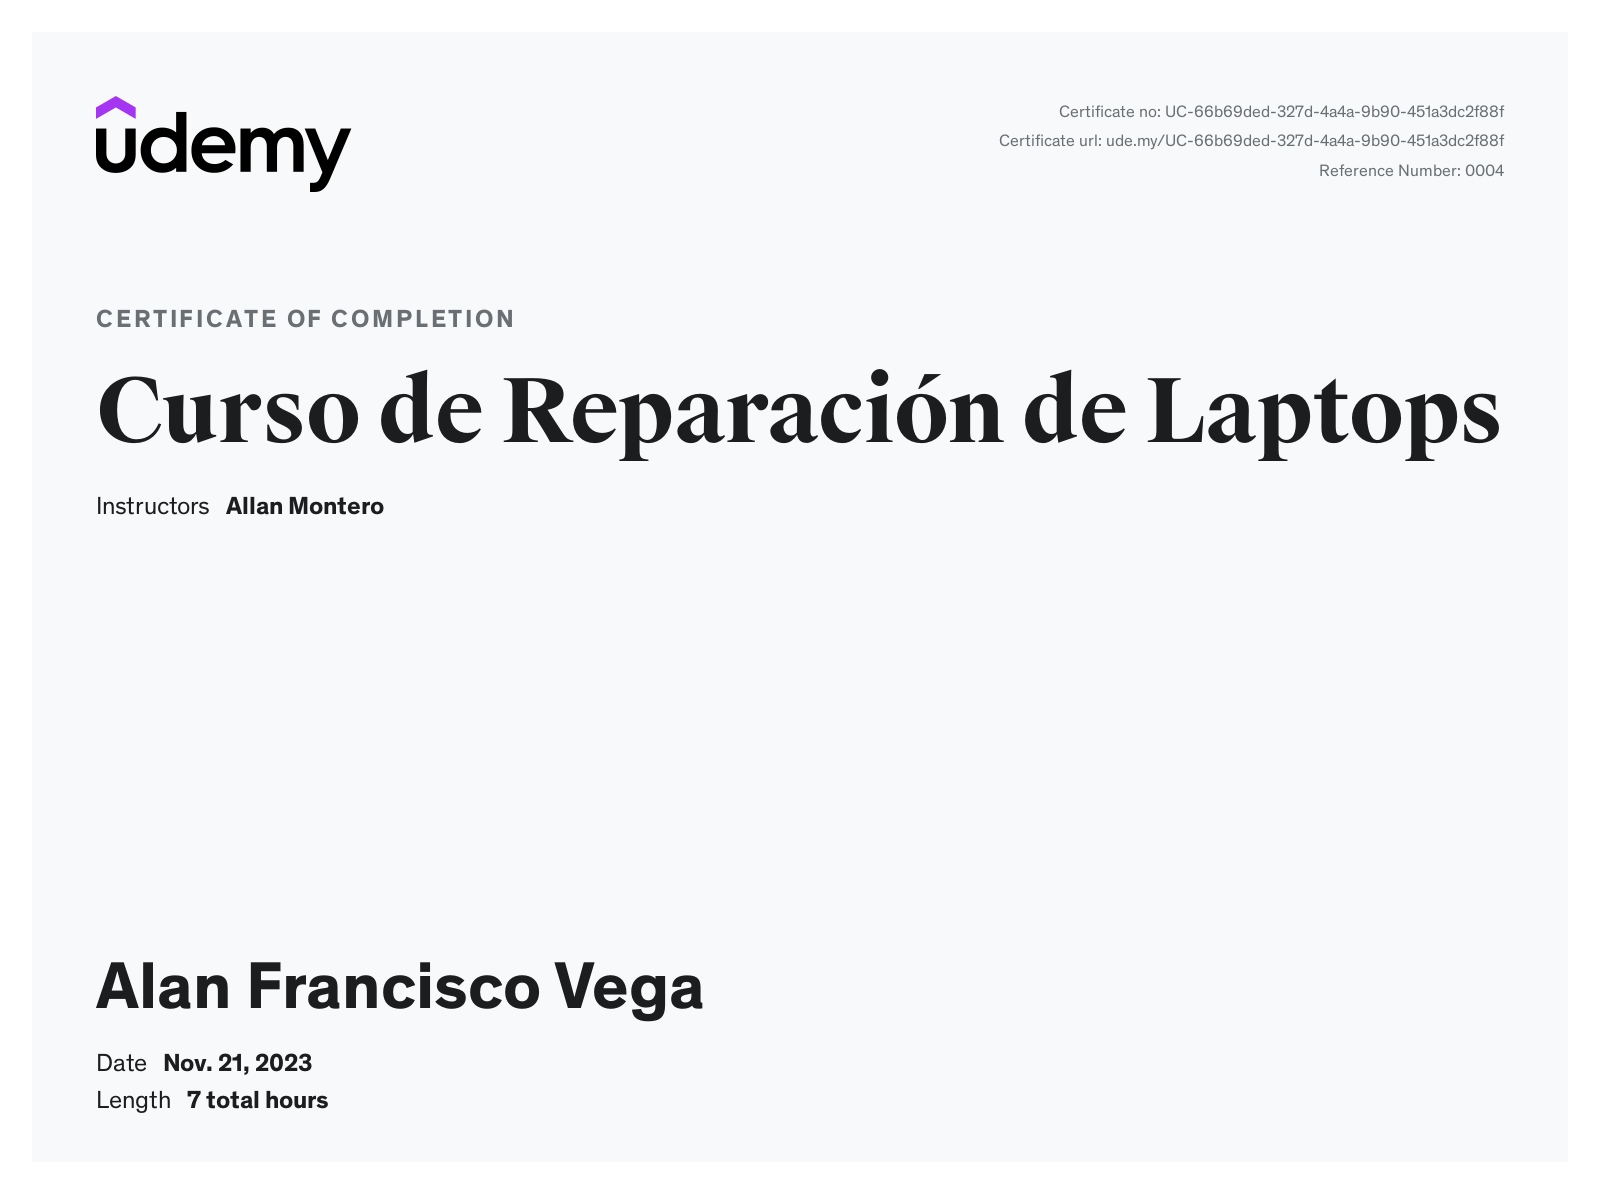 udemy
Certificate no: UC-66b69ded-327d-4a4a-9b90-451a3dc2f88f
Certificate url: ude.my/UC-66b69ded-327d-4a4a-9b90-451a3dc2f88f
Reference Number: 0004
CERTIFICATE OF COMPLETION
Curso de Reparación de Laptops
Instructors Allan Montero
Alan Francisco Vega
Date Nov. 21, 2023
Length 7 total hours